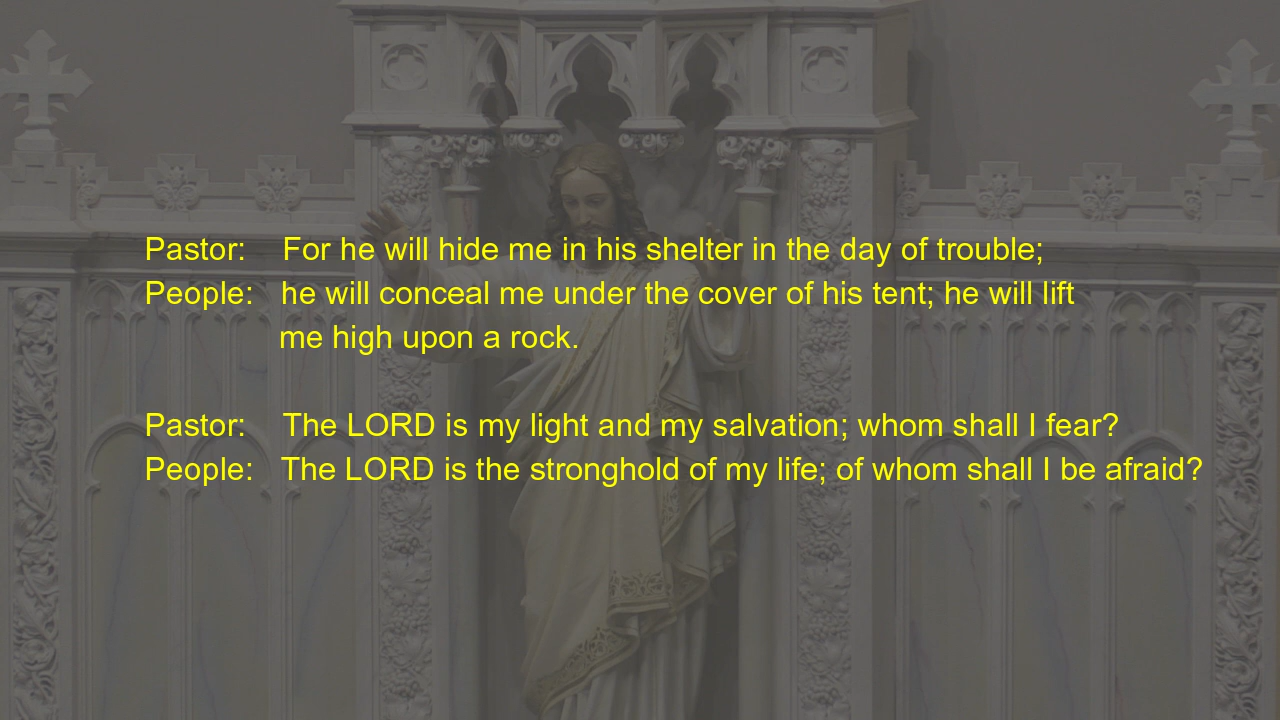 Pastor: For he will hide me in his shelter in the day of trouble;
People: he will conceal me under the cover of his tent; he will lift
me high upon a rock.
Pastor: The LORD is my light and my salvation; whom shall I fear?
People: The LORD is the stronghold of my life; of whom shall I be afraid?